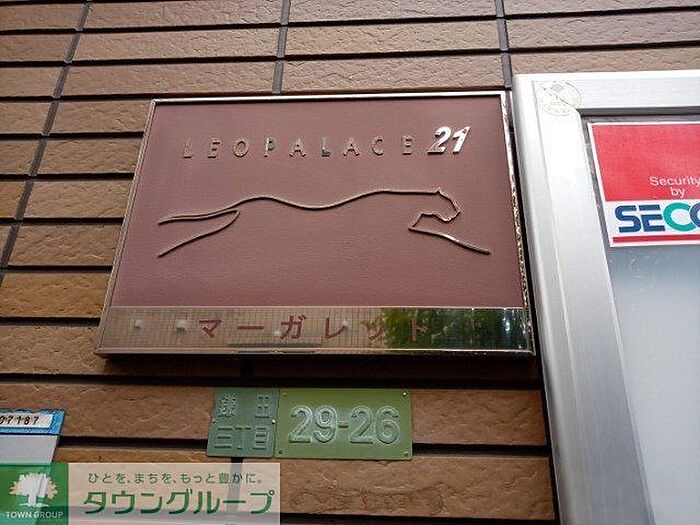 LEOPALACE 21
マーガレット
Security
by
鎌田
三丁目
29-26
07187
ひとを、まちを、もっと豊かに。
タウングループ
TOWN GROUP